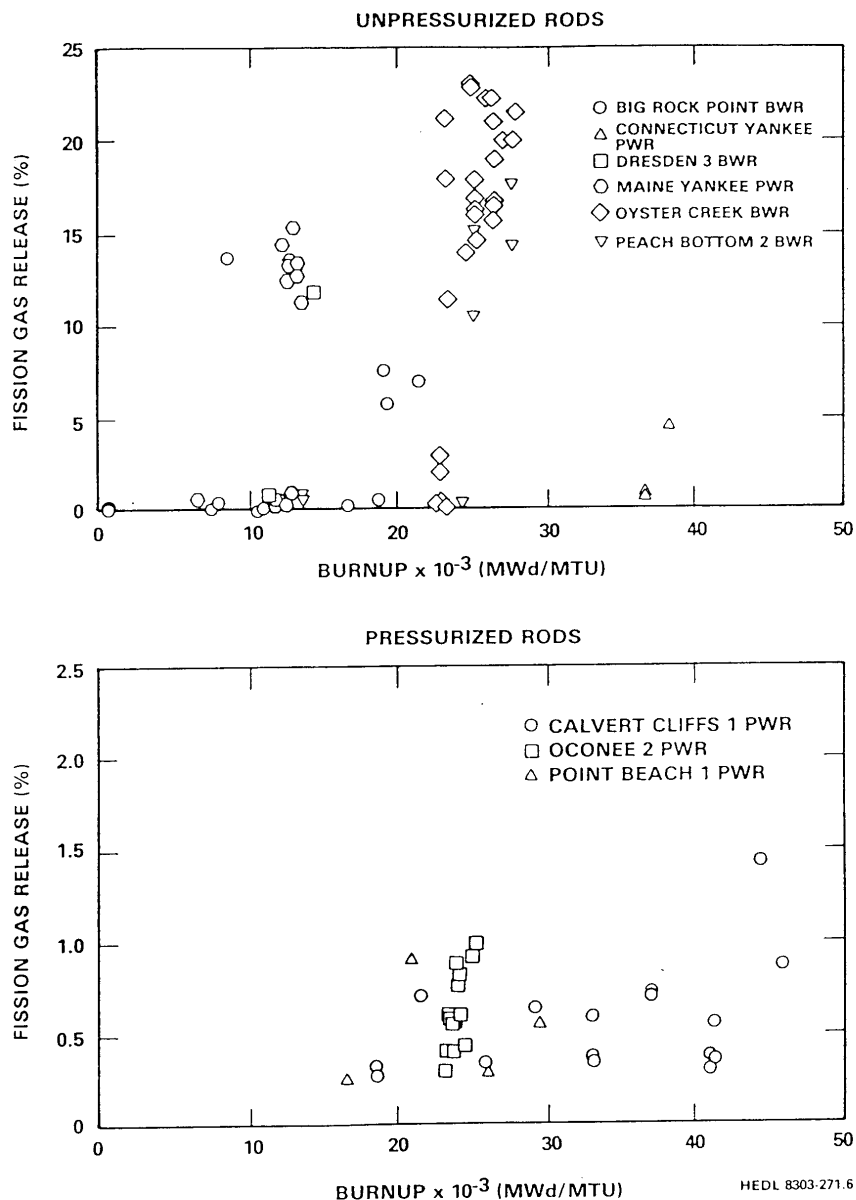 UNPRESSURIZED RODS
25
20
15
10
5
0
FISSION GAS RELEASE (%)
BIG ROCK POINT BWR
CONNECTICUT YANKEE
PWR
DRESDEN 3 BWR
MAINE YANKEE PWR
OYSTER CREEK BWR
PEACH BOTTOM 2 BWR
0 10 20 30 40 50
BURNUP x 10-3 (MWd/MTU)
PRESSURIZED RODS
2.5
2.0
1.5
1.0
0.5
0
FISSION GAS RELEASE (%)
CALVERT CLIFFS 1 PWR
OCONEE 2 PWR
POINT BEACH 1 PWR
0 10 20 30 40 50
BURNUP x 10-3 (MWd/MTU)
HEDL 8303-271.6